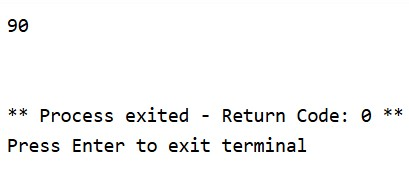 90
** Process exited - Return Code: 0 **
Press Enter to exit terminal